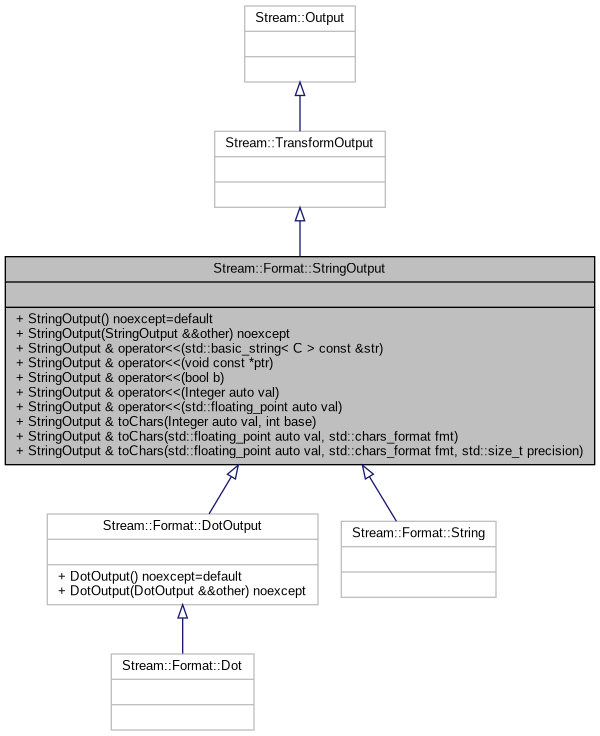 Stream::Output
Stream::TransformOutput
Stream::Format::StringOutput
+ StringOutput() noexcept=default
+ StringOutput(StringOutput &&other) noexcept
+ StringOutput & operator<<(std::basic_string< C > const &str)
+ StringOutput & operator<<(void const *ptr)
+ StringOutput & operator<<(bool b)
+ StringOutput & operator<<(Integer auto val)
+ StringOutput & operator<<(std::floating_point auto val)
+ StringOutput & toChars(Integer auto val, int base)
+ StringOutput & toChars(std::floating_point auto val, std::chars_format fmt)
+ StringOutput & toChars(std::floating_point auto val, std::chars_format fmt, std::size_t precision)
Stream::Format::DotOutput
+ DotOutput() noexcept=default
+ DotOutput(DotOutput &&other) noexcept
Stream::Format::String
Stream::Format::Dot